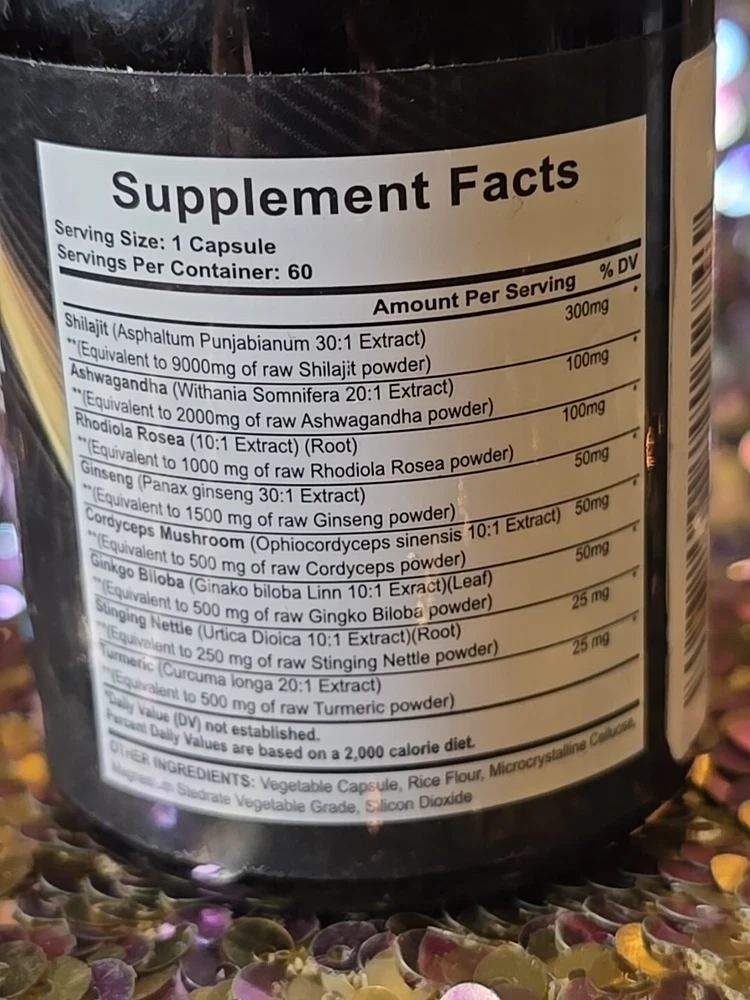 Supplement Facts
Serving Size: 1 Capsule
Servings Per Container: 60
Amount Per Serving % DV
Shilajit (Asphaltum Punjabianum 30:1 Extract) 300mg *
**(Equivalent to 9000mg of raw Shilajit powder)
Ashwagandha (Withania Somnifera 20:1 Extract) 100mg *
**(Equivalent to 2000mg of raw Ashwagandha powder)
Rhodiola Rosea (10:1 Extract) (Root) 100mg *
**(Equivalent to 1000 mg of raw Rhodiola Rosea powder)
Ginseng (Panax ginseng 30:1 Extract) 50mg *
**(Equivalent to 1500 mg of raw Ginseng powder)
Cordyceps Mushroom (Ophiocordyceps sinensis 10:1 Extract) 50mg *
**(Equivalent to 500 mg of raw Cordyceps powder)
Ginkgo Biloba (Ginako biloba Linn 10:1 Exract)(Leaf) 50mg *
**(Equivalent to 500 mg of raw Gingko Biloba powder)
Stinging Nettle (Urtica Dioica 10:1 Extract)(Root) 25 mg *
**(Equivalent to 250 mg of raw Stinging Nettle powder)
Turmeric (Curcuma longa 20:1 Extract) 25 mg *
**(Equivalent to 500 mg of raw Turmeric powder)
*Daily Value (DV) not established.
Percent Daily Values are based on a 2,000 calorie diet.
OTHER INGREDIENTS: Vegetable Capsule, Rice Flour, Microcrystalline Cellulose,
Magnesium Stedrate Vegetable Grade, Silicon Dioxide